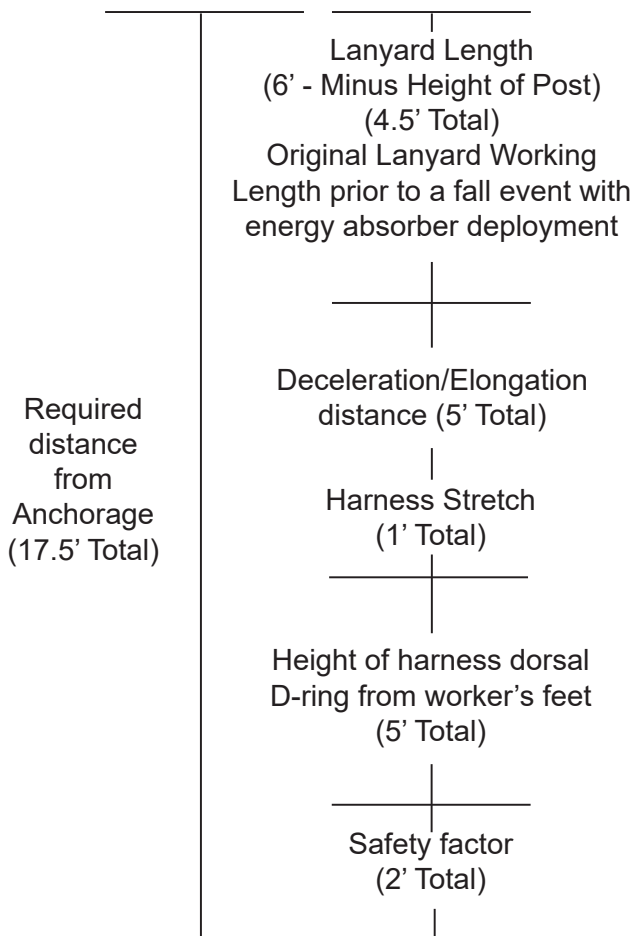 Lanyard Length
(6’ - Minus Height of Post)
(4.5’ Total)
Original Lanyard Working
Length prior to a fall event with
energy absorber deployment
Deceleration/Elongation
distance (5’ Total)
Required
distance
from
Anchorage
(17.5’ Total)
Harness Stretch
(1’ Total)
Height of harness dorsal
D-ring from worker’s feet
(5’ Total)
Safety factor
(2’ Total)